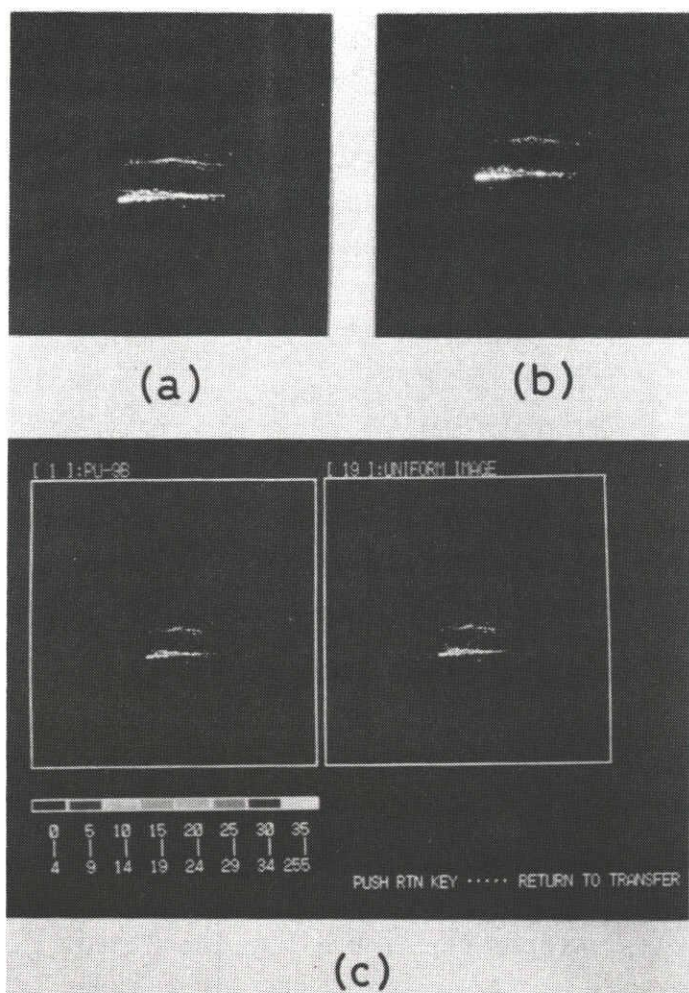 (a)
(b)
[ 1 ]:PU-9B
[ 19 ]:UNIFORM IMAGE
0 5 10 15 20 25 30 35
| | | | | | | |
4 9 14 19 24 29 34 255
PUSH RTN KEY ..... RETURN TO TRANSFER
(c)